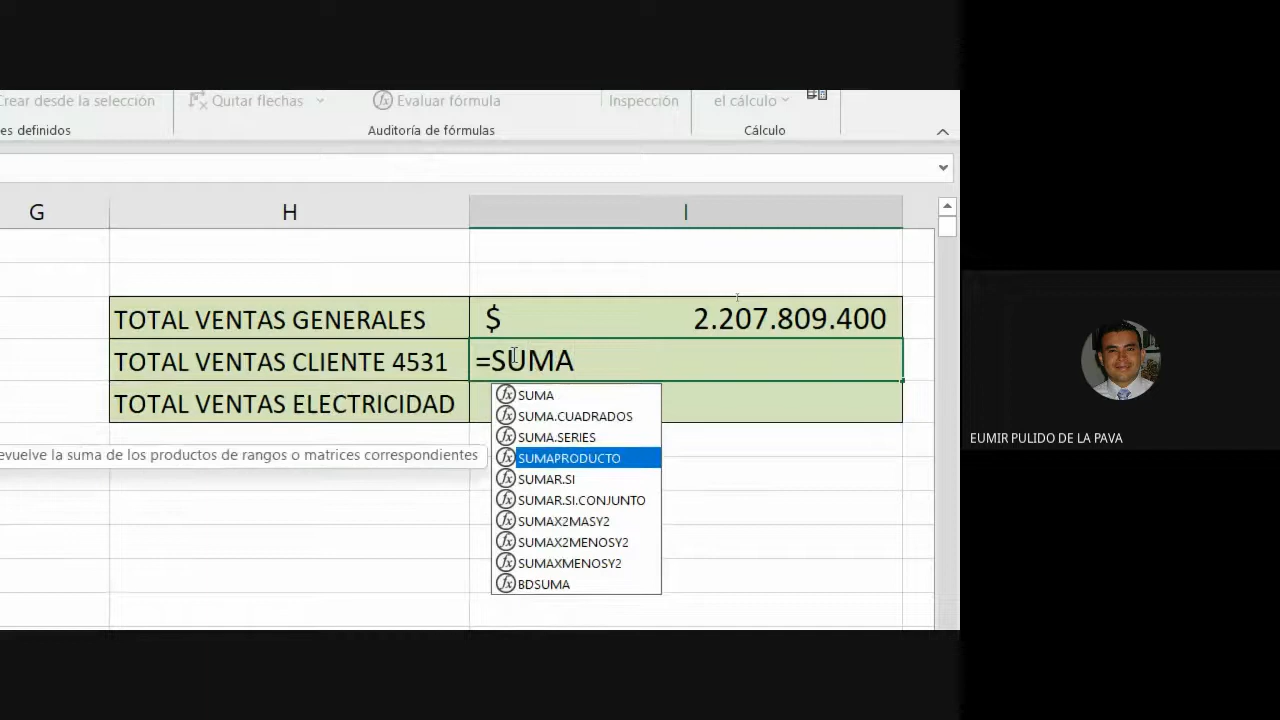 Crear desde la selección
Quitar flechas
Evaluar fórmula
Inspección
el cálculo
es definidos
Auditoría de fórmulas
Cálculo
G
H
I
TOTAL VENTAS GENERALES
$ 2.207.809.400
TOTAL VENTAS CLIENTE 4531
=SUMA
TOTAL VENTAS ELECTRICIDAD
SUMA
SUMA.CUADRADOS
SUMA.SERIES
evuelve la suma de los productos de rangos o matrices correspondientes
SUMAPRODUCTO
SUMAR.SI
SUMAR.SI.CONJUNTO
SUMAX2MASY2
SUMAX2MENOSY2
SUMAXMENOSY2
BDSUMA
EUMIR PULIDO DE LA PAVA